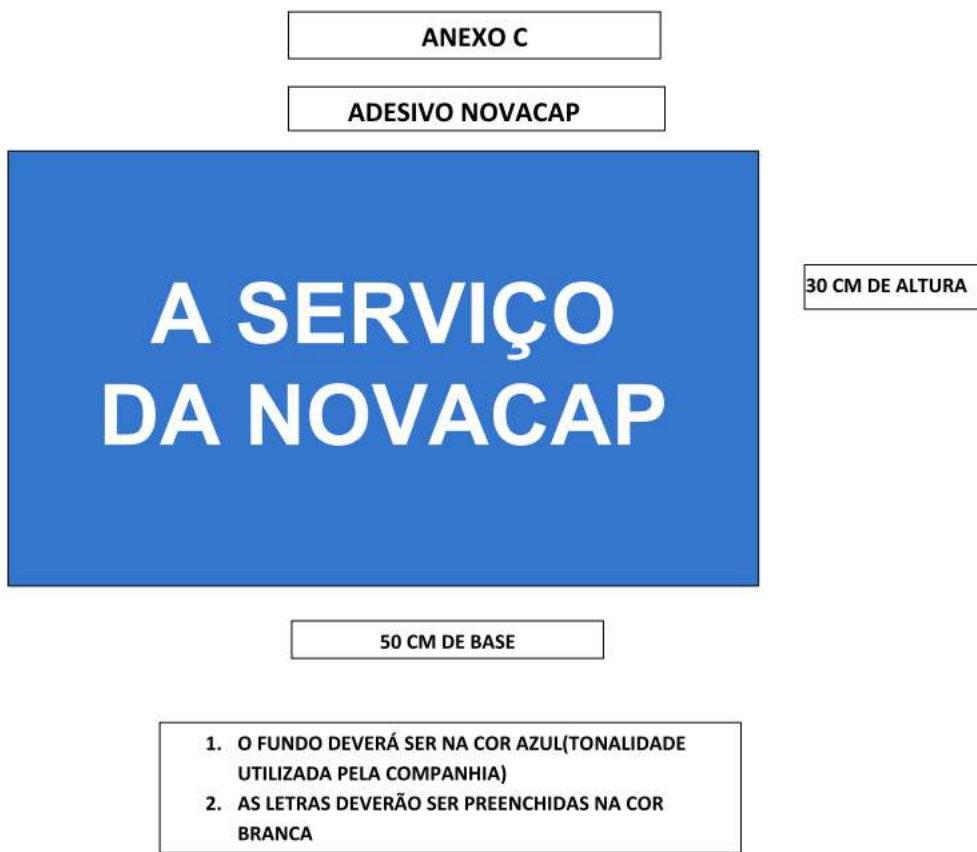 ANEXO C
ADESIVO NOVACAP
A SERVIÇO
DA NOVACAP
30 CM DE ALTURA
50 CM DE BASE
1. O FUNDO DEVERÁ SER NA COR AZUL(TONALIDADE
UTILIZADA PELA COMPANHIA)
2. AS LETRAS DEVERÃO SER PREENCHIDAS NA COR
BRANCA